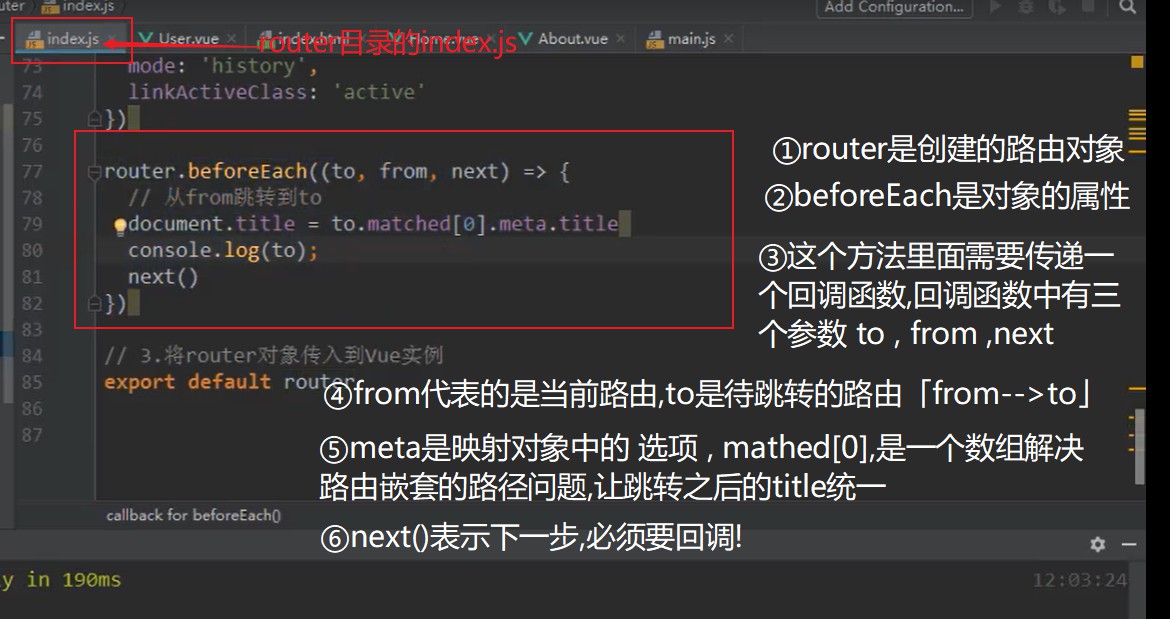 index.js
Add Configuration...
index.js
User.vue
index.html
Home.vue
About.vue
main.js
router目录的index.js
73 mode: 'history',
74 linkActiveClass: 'active'
75 })
76
77 router.beforeEach((to, from, next) => {
78 // 从from跳转到to
79 document.title = to.matched[0].meta.title
80 console.log(to);
81 next()
82 })
83
84 // 3.将router对象传入到Vue实例
85 export default router
86
87
①router是创建的路由对象
②beforeEach是对象的属性
③这个方法里面需要传递一
个回调函数,回调函数中有三
个参数 to , from ,next
④from代表的是当前路由,to是待跳转的路由「from-->to」
⑤meta是映射对象中的 选项 , mathed[0],是一个数组解决
路由嵌套的路径问题,让跳转之后的title统一
⑥next()表示下一步,必须要回调!
callback for beforeEach()
y in 190ms
12:03:24